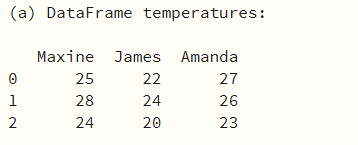 (a) DataFrame temperatures:
Maxine James Amanda
0 25 22 27
1 28 24 26
2 24 20 23